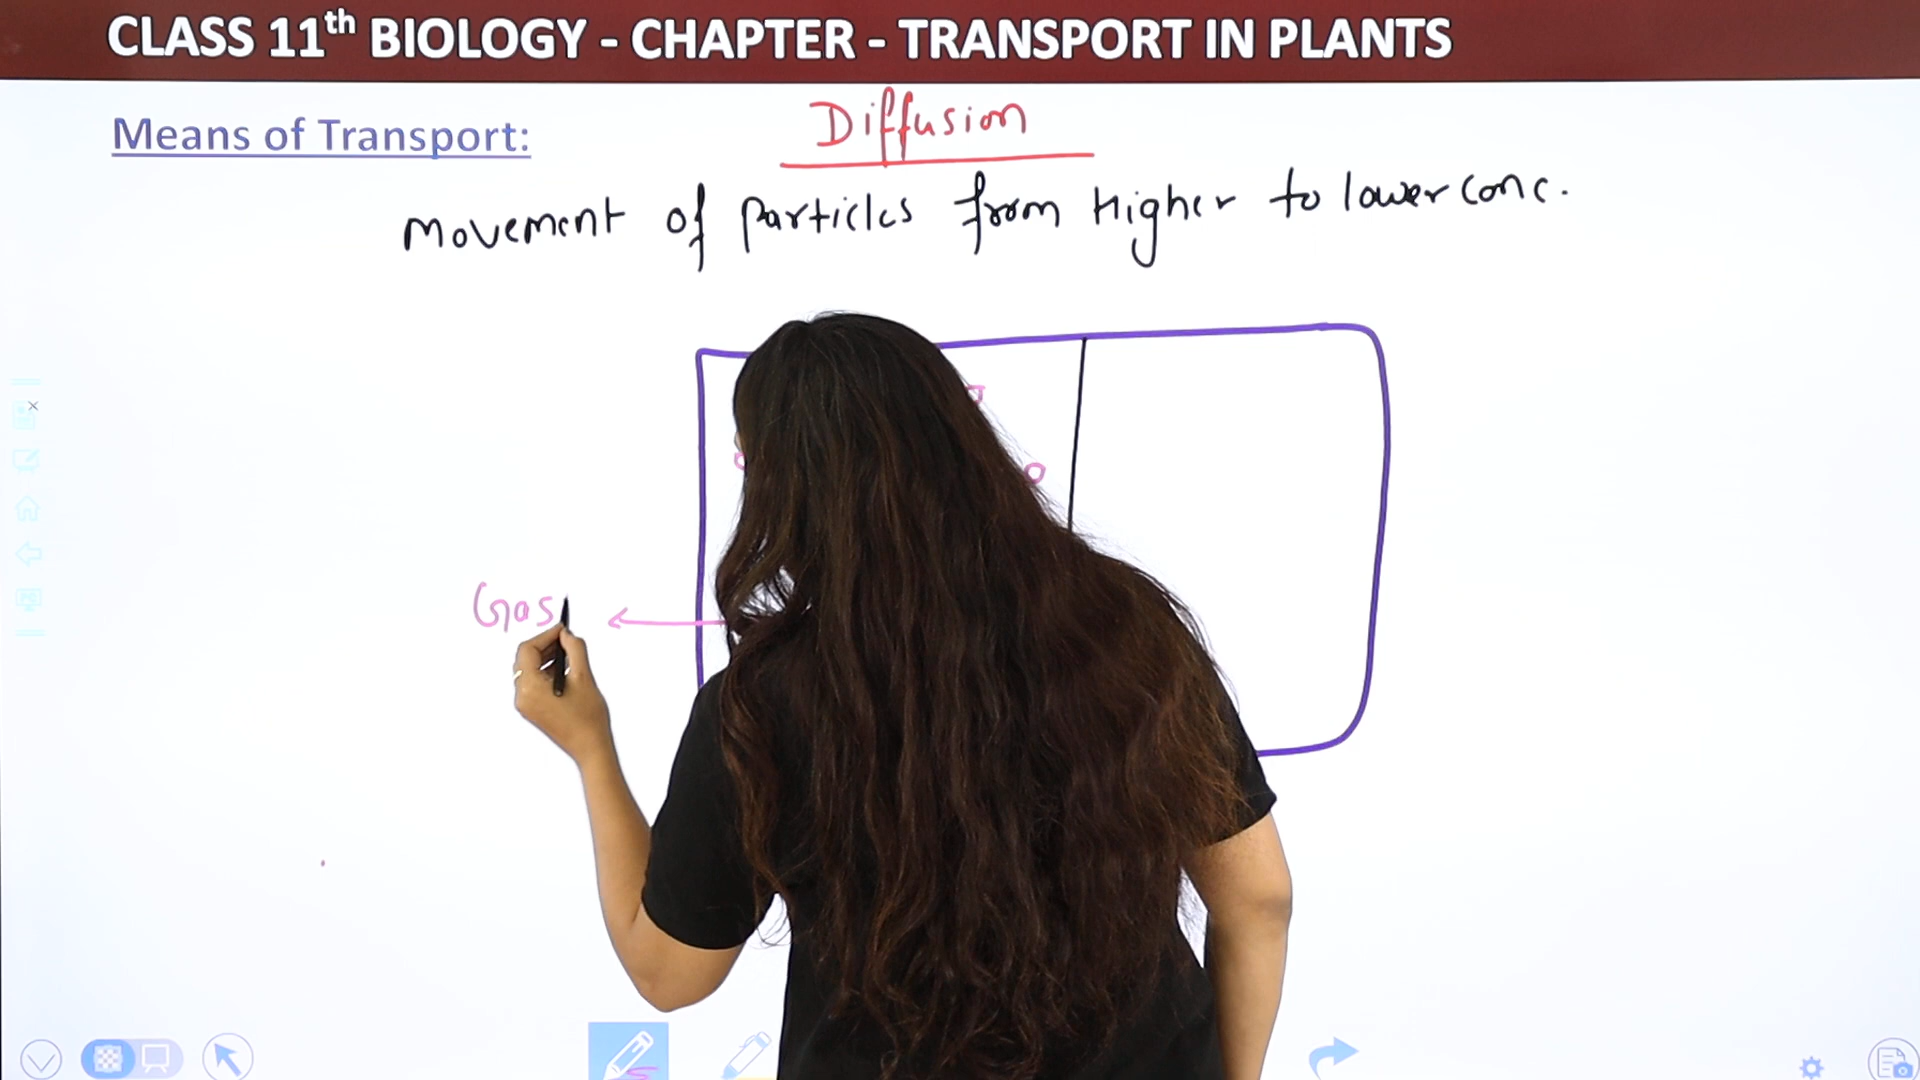 CLASS 11th BIOLOGY - CHAPTER - TRANSPORT IN PLANTS
Means of Transport:
Diffusion
Movement of Particles from Higher to lower conc.
Gas